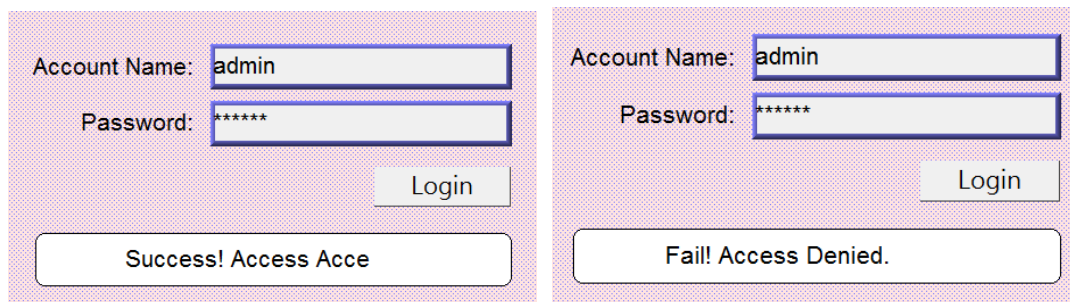 Account Name: admin
Password: ******
Login
Success! Access Acce
Account Name: admin
Password: ******
Login
Fail! Access Denied.